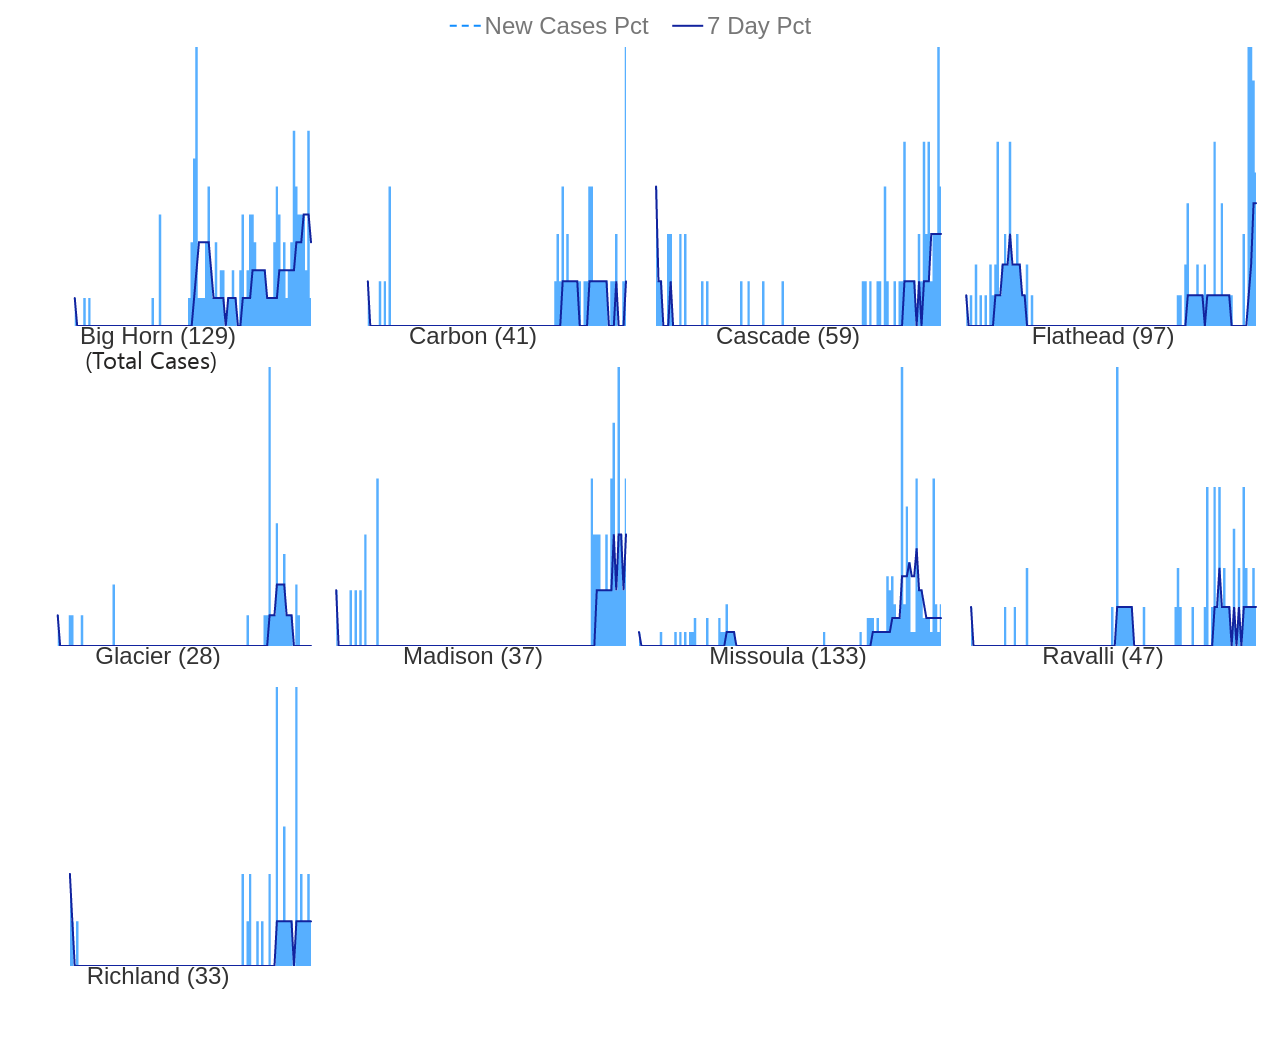 New Cases Pct 7 Day Pct
Big Horn (129) Carbon (41) Cascade (59) Flathead (97)
(Total Cases)
Glacier (28) Madison (37) Missoula (133) Ravalli (47)
Richland (33)